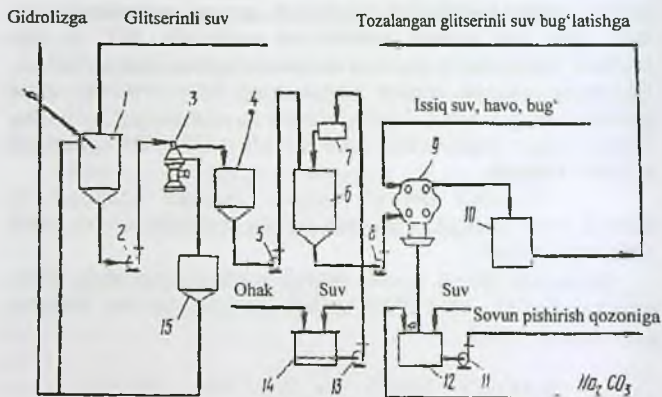 Gidrolizga
Glitserinli suv
Tozalangan glitserinli suv bug‘latishga
1
3
4
Issiq suv, havo, bug‘
7
9
6
10
2
5
8
15
Ohak
Suv
Suv
Sovun pishirish qozoniga
14
13
12
11
Na₂CO₃